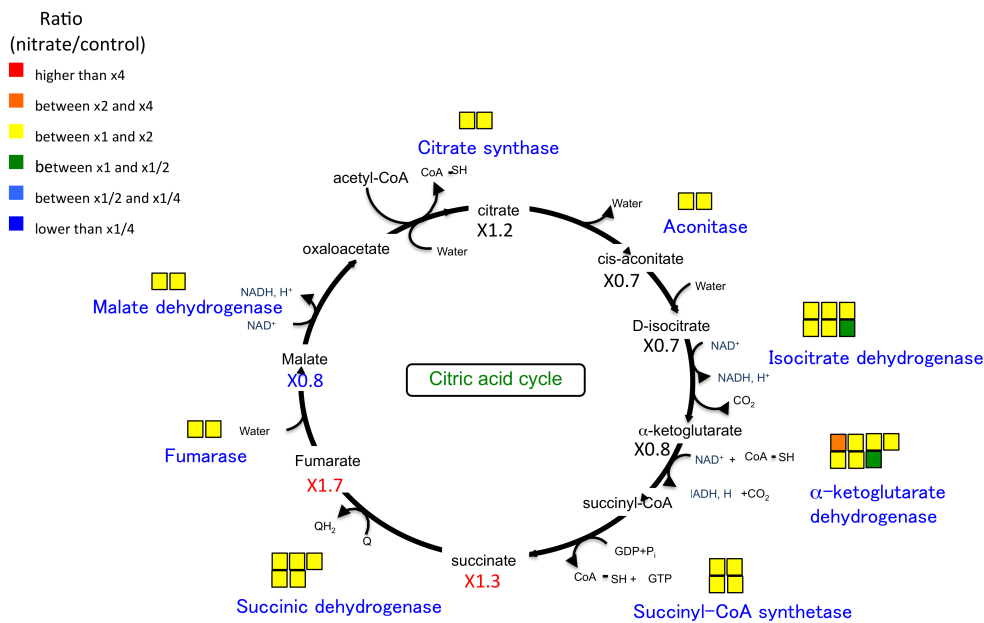 Ratio
(nitrate/control)
higher than x4
between x2 and x4
between x1 and x2
between x1 and x1/2
between x1/2 and x1/4
lower than x1/4
Citrate synthase
acetyl-CoA
CoA -SH
citrate
X1.2
Water
Water
Aconitase
oxaloacetate
cis-aconitate
X0.7
Water
Malate dehydrogenase
NADH, H+
NAD+
D-isocitrate
X0.7
NAD+
NADH, H+
CO2
Isocitrate dehydrogenase
Malate
X0.8
Citric acid cycle
Water
Fumarase
α-ketoglutarate
X0.8
NAD+ + CoA -SH
IADH, H +CO2
α-ketoglutarate
dehydrogenase
Fumarate
X1.7
succinyl-CoA
QH2
Q
succinate
X1.3
GDP+Pi
CoA -SH + GTP
Succinic dehydrogenase
Succinyl-CoA synthetase